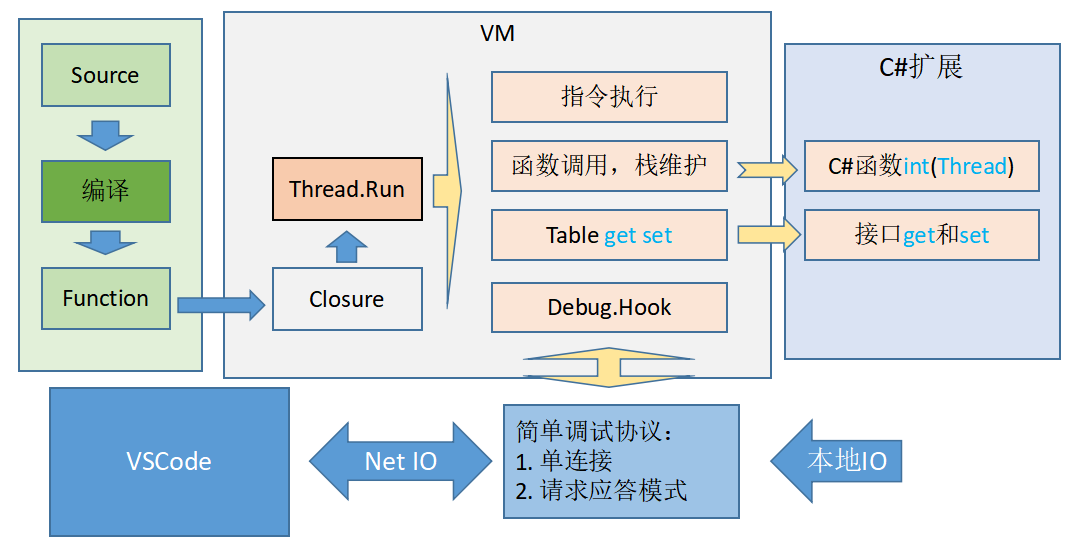 Source
编译
Function
VM
Thread.Run
Closure
指令执行
函数调用，栈维护
Table get set
Debug.Hook
C#扩展
C#函数int(Thread)
接口get和set
VSCode
Net IO
简单调试协议：
1. 单连接
2. 请求应答模式
本地IO